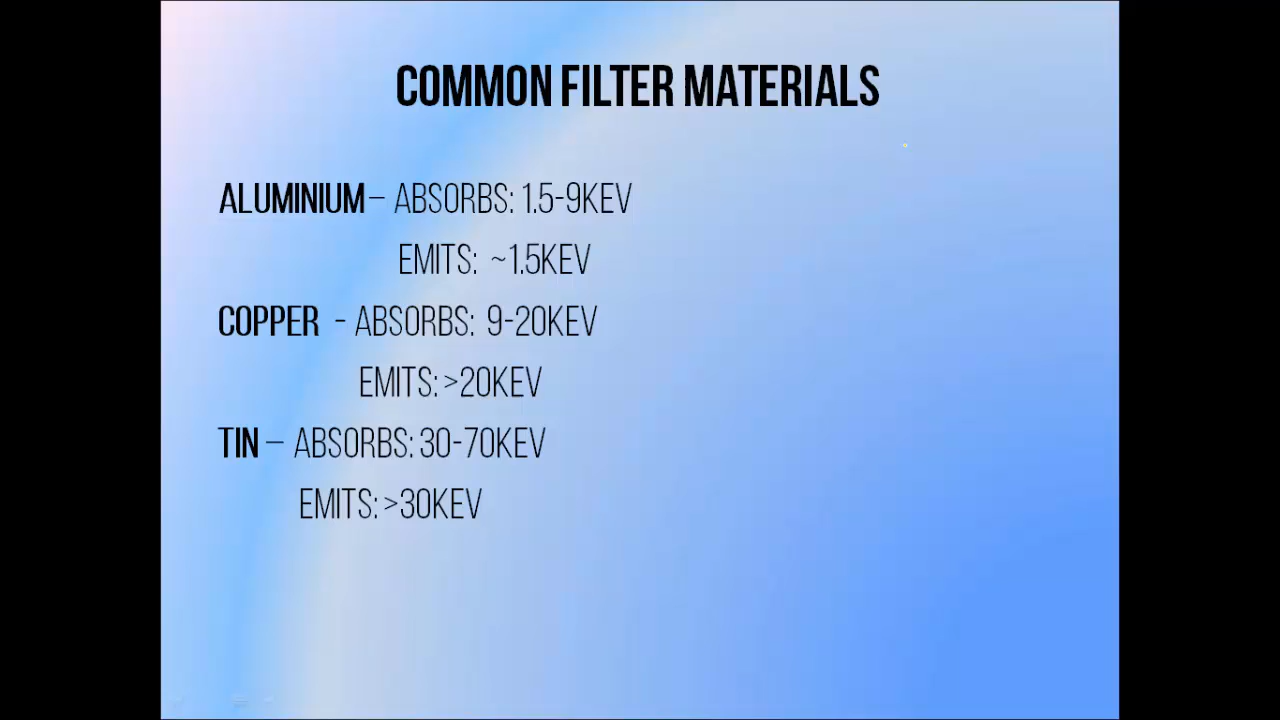 COMMON FILTER MATERIALS
ALUMINIUM – ABSORBS: 1.5-9KEV
EMITS: ~1.5KEV
COPPER - ABSORBS: 9-20KEV
EMITS: >20KEV
TIN – ABSORBS: 30-70KEV
EMITS: >30KEV